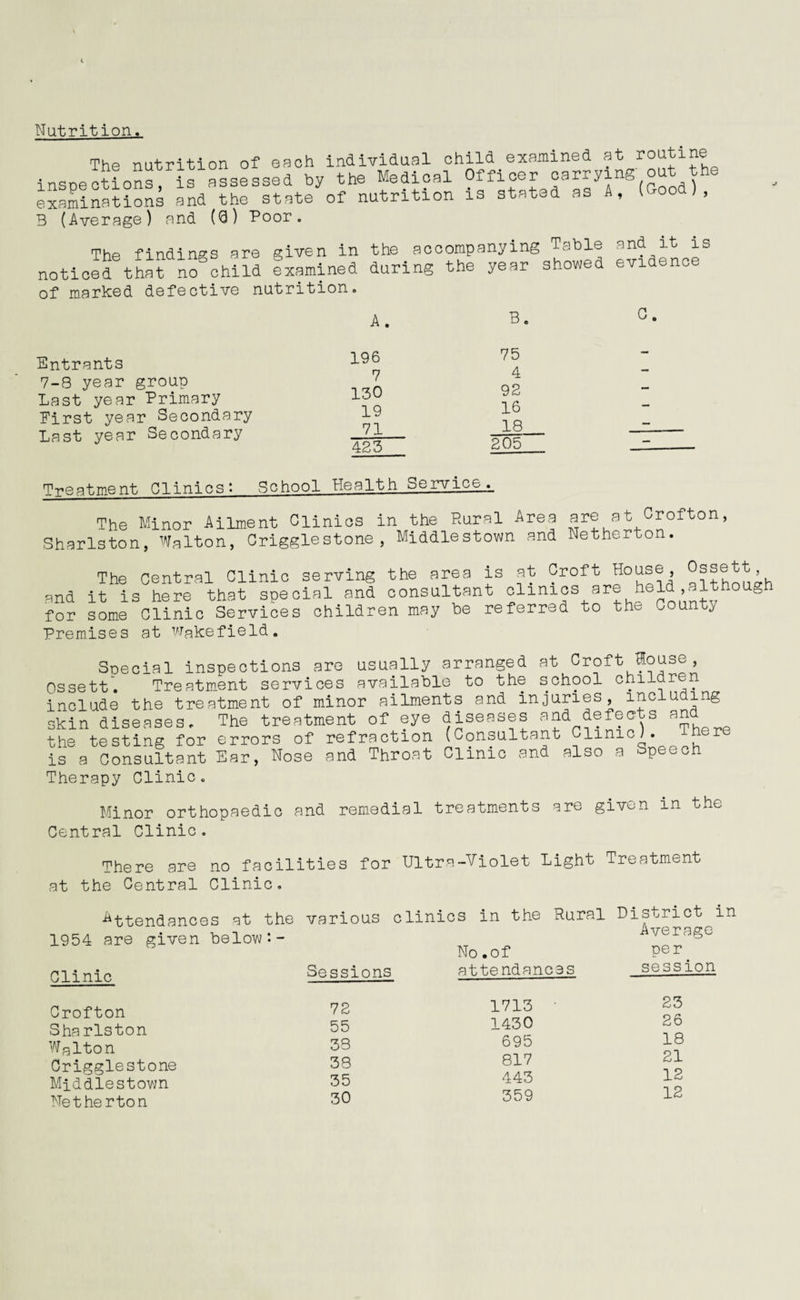 Nutrition.
The nutrition of each individual child examined at routine
inspections, is assessed by the Medical Officer carrying out the
examinations and the state of nutrition is stated as A, (Good),
B (Average) and (C) Poor.
The findings are given in the accompanying Table and it is
noticed that no child examined during the year showed evidence
of marked defective nutrition.
A. B. C.
Entrants 196 75 -
7-8 year group 7 4 -
Last year Primary 130 92 -
First year Secondary 19 16 -
Last year Secondary 71 18 -
423 205 -
Treatment Clinics: School Health Service.
The Minor Ailment Clinics in the Rural Area are at Crofton,
Sharlston, Walton, Crigglestone, Middlestown and Netherton.
The Central Clinic serving the area is at Croft House, Ossett,
and it is here that special and consultant clinics are held, although
for some Clinic Services children may be referred to the County
Premises at Wakefield.
Special inspections are usually arranged at Croft House,
Ossett. Treatment services available to the school children
include the treatment of minor ailments and injuries, including
skin diseases. The treatment of eye diseases and defects and
the testing for errors of refraction (Consultant Clinic). There
is a Consultant Ear, Nose and Throat Clinic and also a Speech
Therapy Clinic.
Minor orthopaedic and remedial treatments are given in the
Central Clinic.
There are no facilities for Ultra-Violet Light Treatment
at the Central Clinic.
Attendances at the various clinics in the Rural District in
1954 are given below:- Average
No.of per
Clinic Sessions attendances session
Crofton 72 1713 23
Sharlston 55 1430 26
Walton 38 695 18
Crigglestone 38 817 21
Middlestown 35 443 12
Netherton 30 359 12